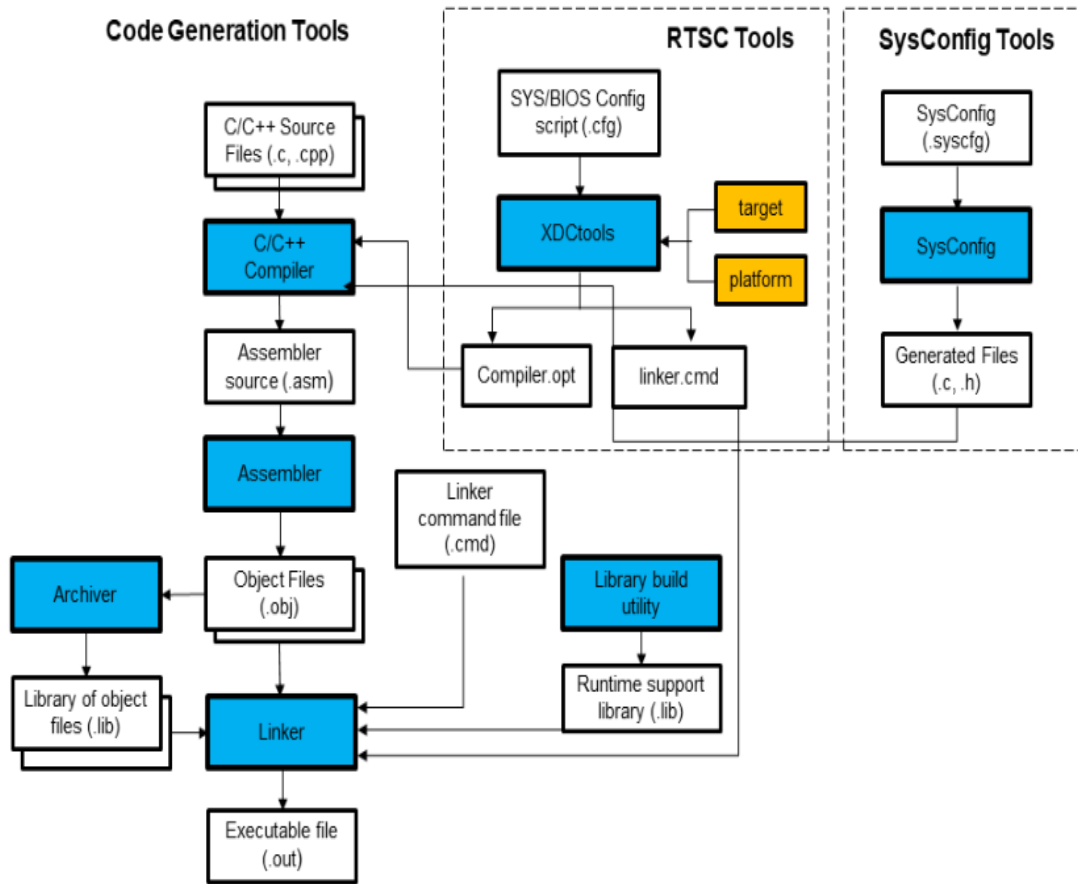 Code Generation Tools
RTSC Tools
SysConfig Tools
C/C++ Source
Files (.c, .cpp)
C/C++
Compiler
Assembler
source (.asm)
Assembler
Object Files
(.obj)
Archiver
Library of object
files (.lib)
Linker
Executable file
(.out)
Linker
command file
(.cmd)
Library build
utility
Runtime support
library (.lib)
SYS/BIOS Config
script (.cfg)
XDCtools
target
platform
Compiler.opt
linker.cmd
SysConfig
(.syscfg)
SysConfig
Generated Files
(.c, .h)